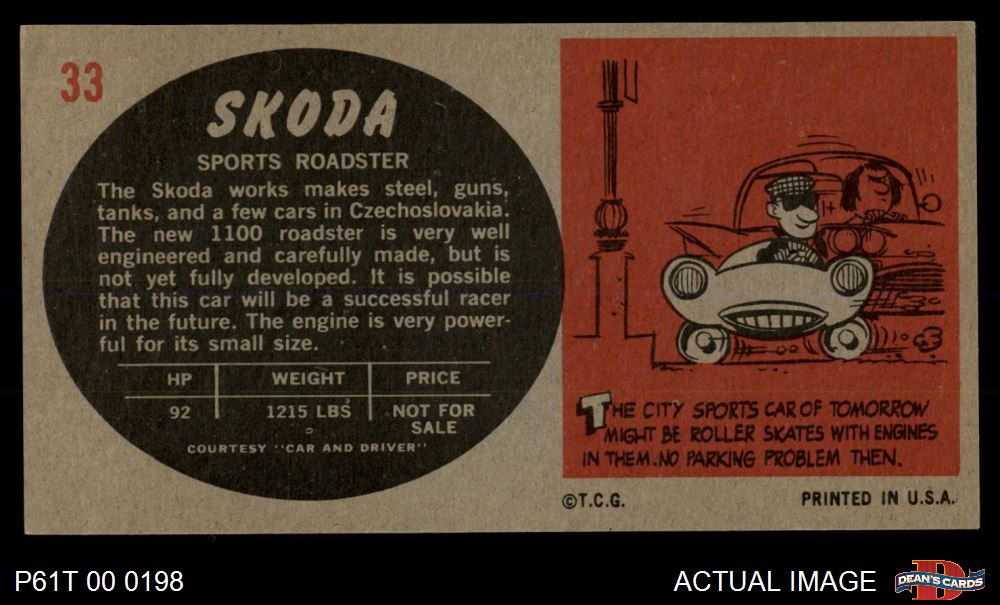 33
SKODA
SPORTS ROADSTER
The Skoda works makes steel, guns,
tanks, and a few cars in Czechoslovakia.
The new 1100 roadster is very well
engineered and carefully made, but is
not yet fully developed. It is possible
that this car will be a successful racer
in the future. The engine is very power-
ful for its small size.
HP WEIGHT PRICE
92 1215 LBS NOT FOR
SALE
COURTESY "CAR AND DRIVER"
THE CITY SPORTS CAR OF TOMORROW
MIGHT BE ROLLER SKATES WITH ENGINES
IN THEM. NO PARKING PROBLEM THEN.
©T.C.G. PRINTED IN U.S.A.
P61T 00 0198 ACTUAL IMAGE
D
DEAN'S CARDS